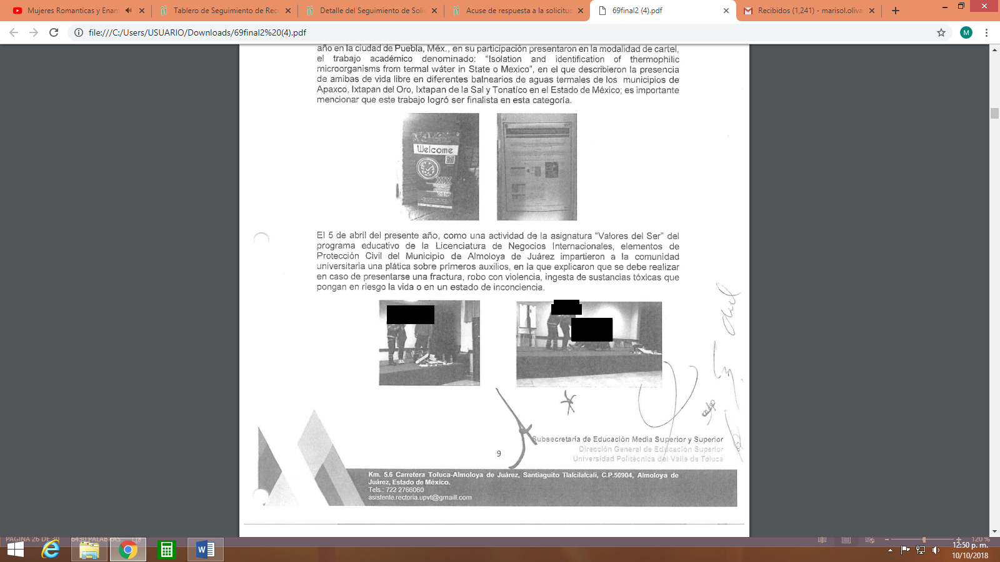 Mujeres Romanticas y Enam
Tablero de Seguimiento de Rec
Detalle del Seguimiento de Solic
Acuse de respuesta a la solicitud
69final2 (4).pdf
Recibidos (1,241) - marisol.oliva
file:///C:/Users/USUARIO/Downloads/69final2%20(4).pdf
M
año en la ciudad de Puebla, Méx., en su participación presentaron en la modalidad de cartel,
el trabajo académico denominado: “Isolation and identification of thermophilic
microorganisms from termal wáter in State o Mexico”, en el que describieron la presencia
de amibas de vida libre en diferentes balnearios de aguas termales de los municipios de
Apaxco, Ixtapan del Oro, Ixtapan de la Sal y Tonatíco en el Estado de México; es importante
mencionar que este trabajo logró ser finalista en esta categoría.
Welcome
XIX
El 5 de abril del presente año, como una actividad de la asignatura “Valores del Ser” del
programa educativo de la Licenciatura de Negocios Internacionales, elementos de
Protección Civil del Municipio de Almoloya de Juárez impartieron a la comunidad
universitaria una plática sobre primeros auxilios, en la que explicaron que se debe realizar
en caso de presentarse una fractura, robo con violencia, ingesta de sustancias tóxicas que
pongan en riesgo la vida o en un estado de inconciencia.
Subsecretaría de Educación Media Superior y Superior
Dirección General de Educación Superior
Universidad Politécnica del Valle de Toluca
9
Km. 5.6 Carretera Toluca-Almoloya de Juárez, Santiaguito Tlalcilalcali, C.P.50904, Almoloya de
Juárez, Estado de México.
Tels.: 722 2766060
asistente.rectoria.upvt@gmaill.com
PÁGINA 26 DE 30
6430 PALABRAS
120 %
12:50 p. m.
10/10/2018